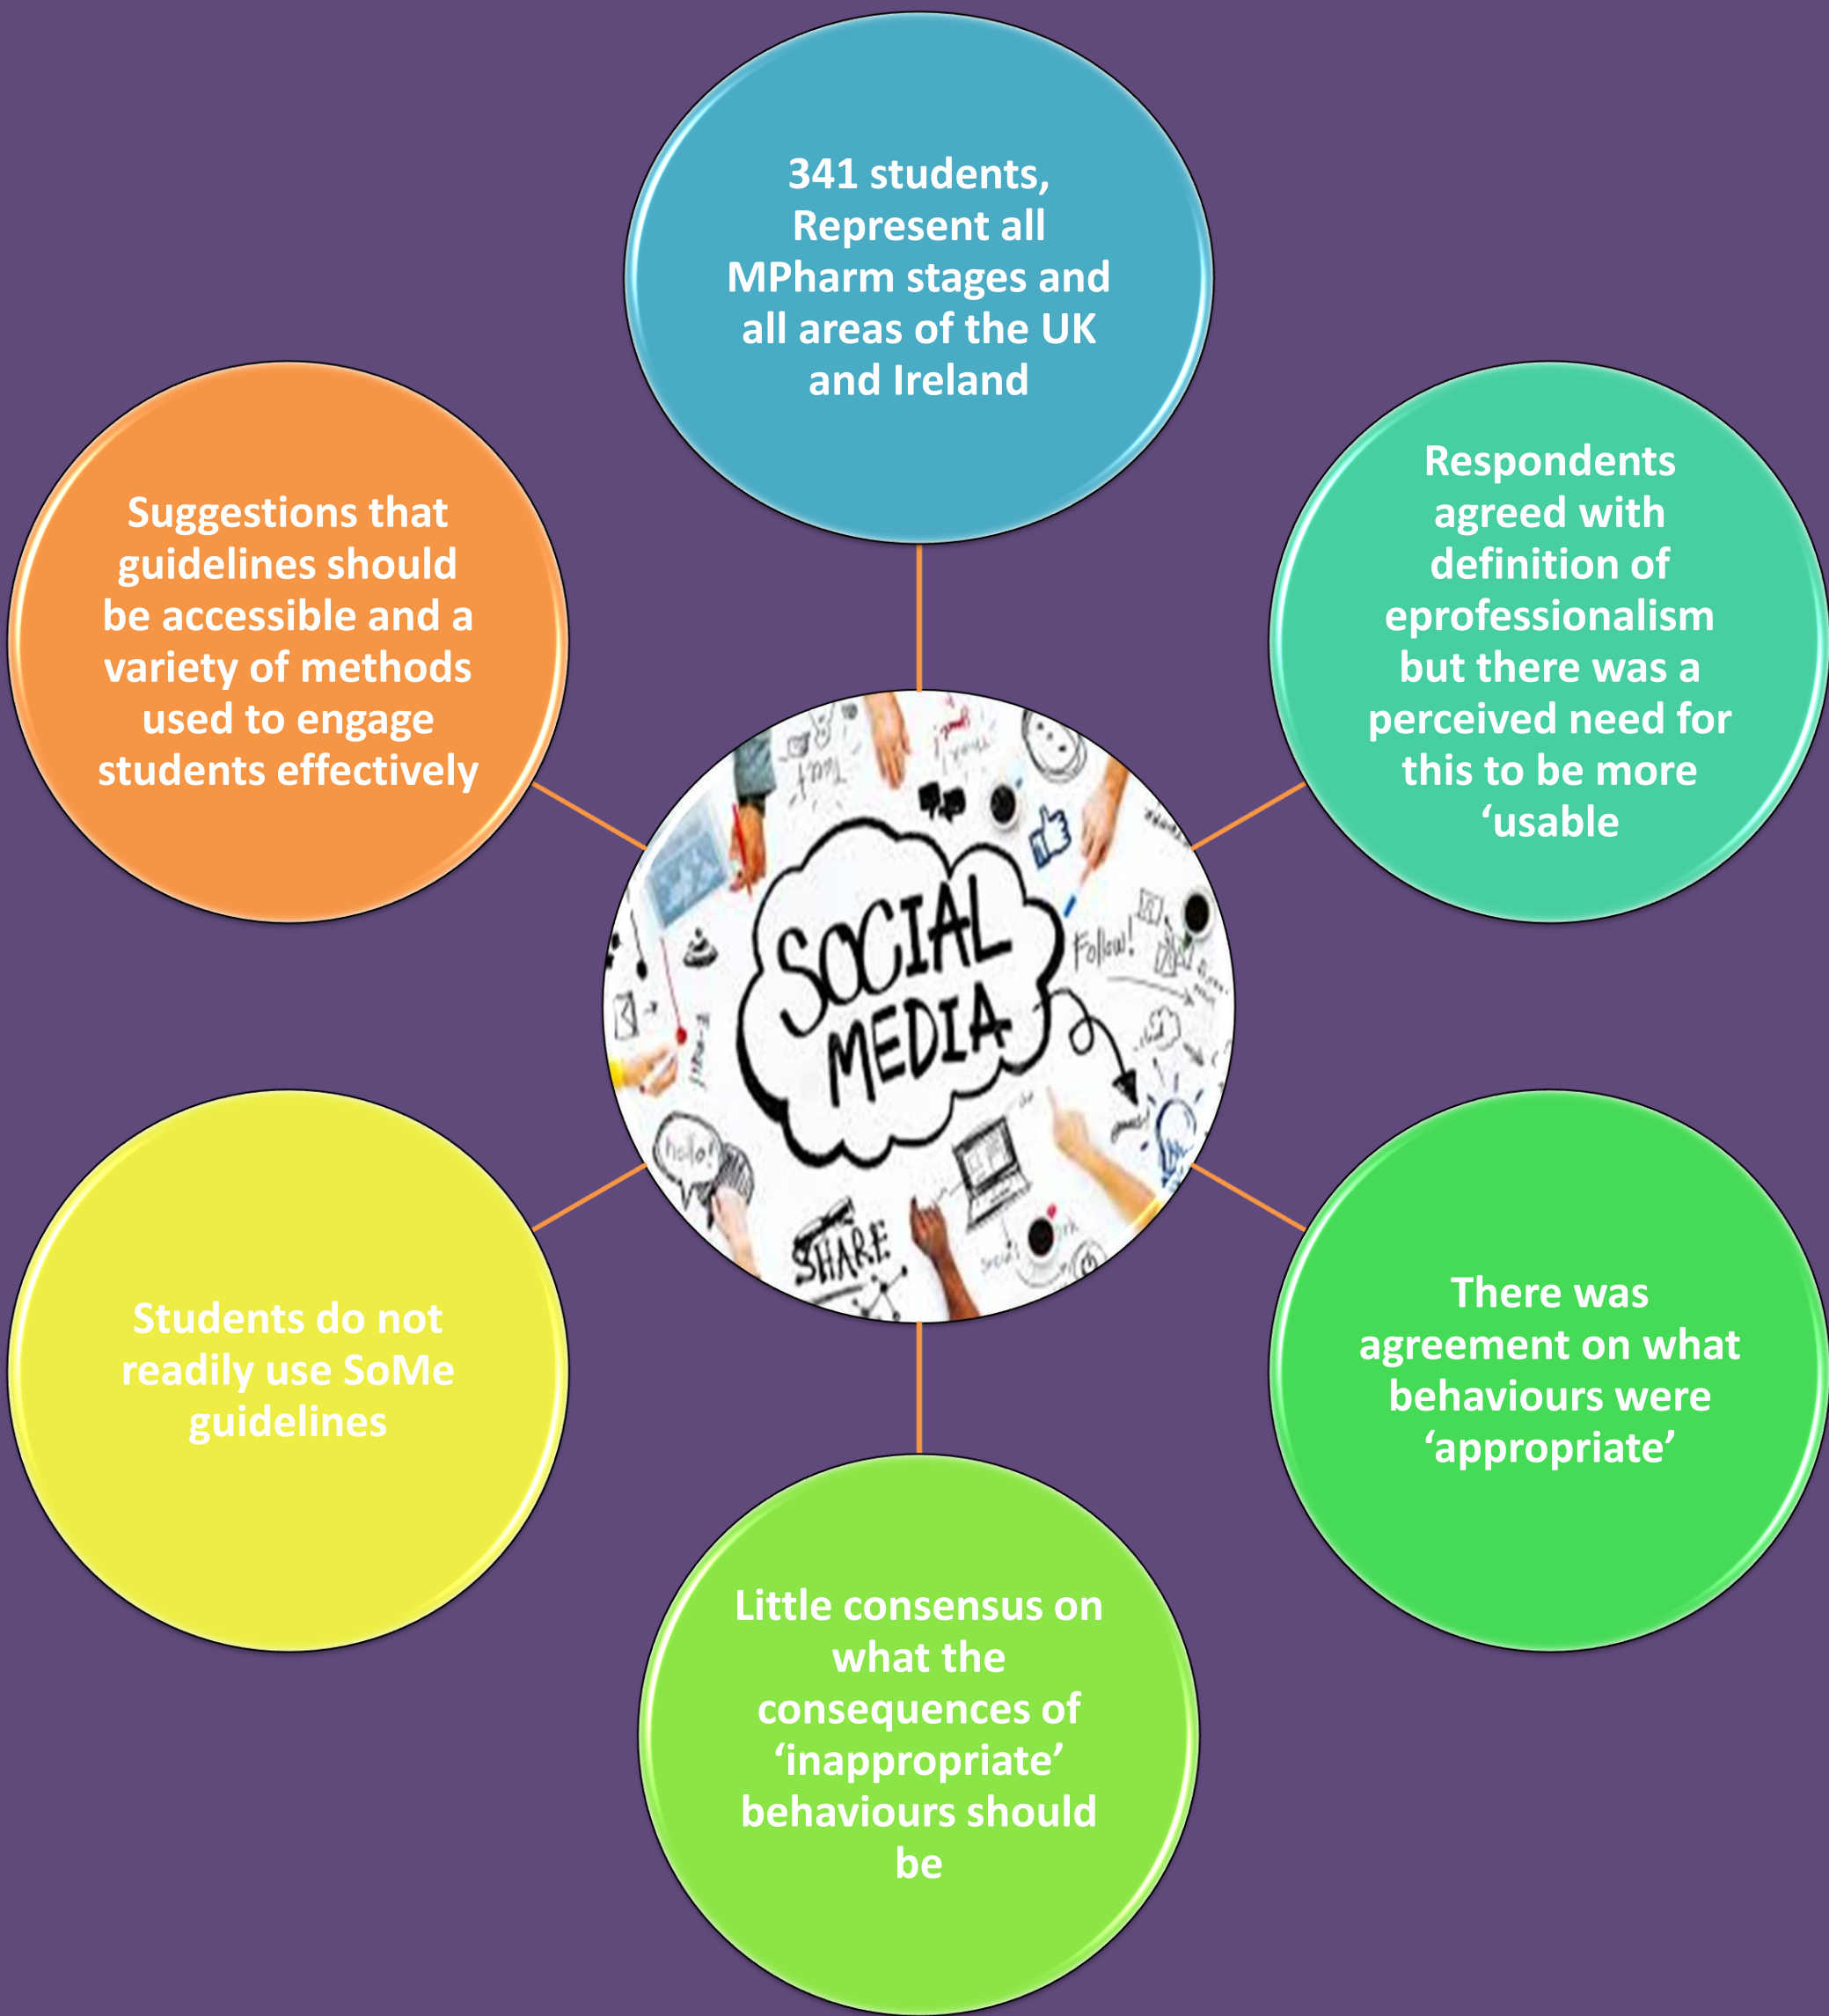 341 students,
Represent all
MPharm stages and
all areas of the UK
and Ireland
Respondents
agreed with
definition of
eprofessionalism
but there was a
perceived need for
this to be more
‘usable
There was
agreement on what
behaviours were
‘appropriate’
Little consensus on
what the
consequences of
‘inappropriate’
behaviours should
be
Students do not
readily use SoMe
guidelines
Suggestions that
guidelines should
be accessible and a
variety of methods
used to engage
students effectively
SOCIAL
MEDIA
Follow!
hello!
SHARE